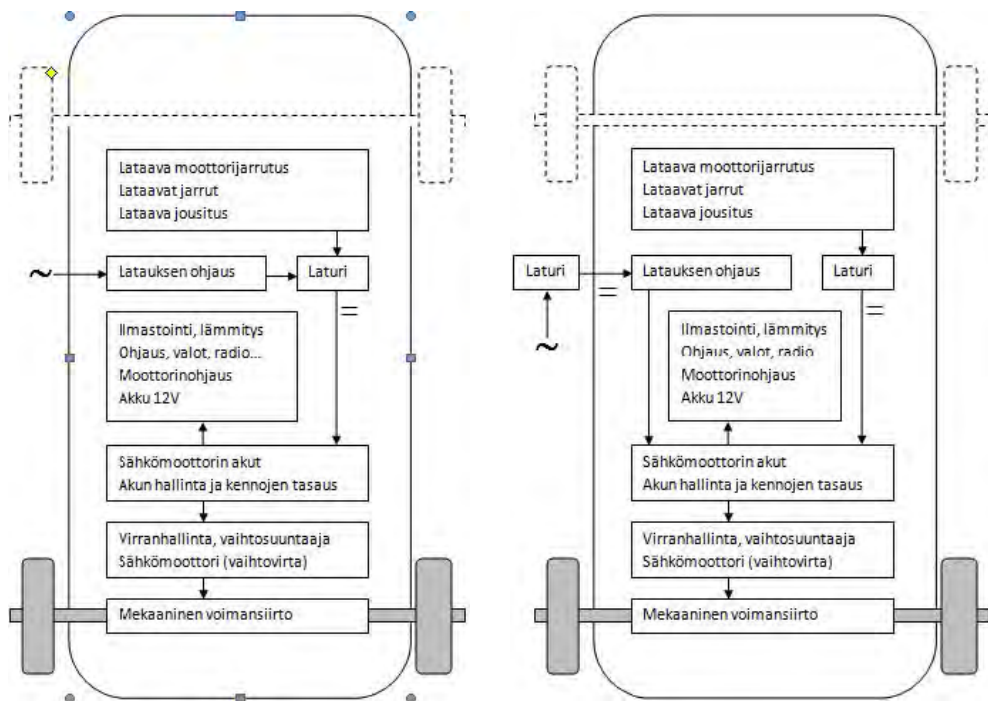 Lataava moottorijarrutus
Lataavat jarrut
Lataava jousitus
~
Latauksen ohjaus
Laturi
=
Ilmastointi, lämmitys
Ohjaus, valot, radio...
Moottorinohjaus
Akku 12V
Sähkömoottorin akut
Akun hallinta ja kennojen tasaus
Virranhallinta, vaihtosuuntaaja
Sähkömoottori (vaihtovirta)
Mekaaninen voimansiirto
Lataava moottorijarrutus
Lataavat jarrut
Lataava jousitus
Laturi
=
~
Latauksen ohjaus
Laturi
=
Ilmastointi, lämmitys
Ohjaus, valot, radio
Moottorinohjaus
Akku 12V
Sähkömoottorin akut
Akun hallinta ja kennojen tasaus
Virranhallinta, vaihtosuuntaaja
Sähkömoottori (vaihtovirta)
Mekaaninen voimansiirto